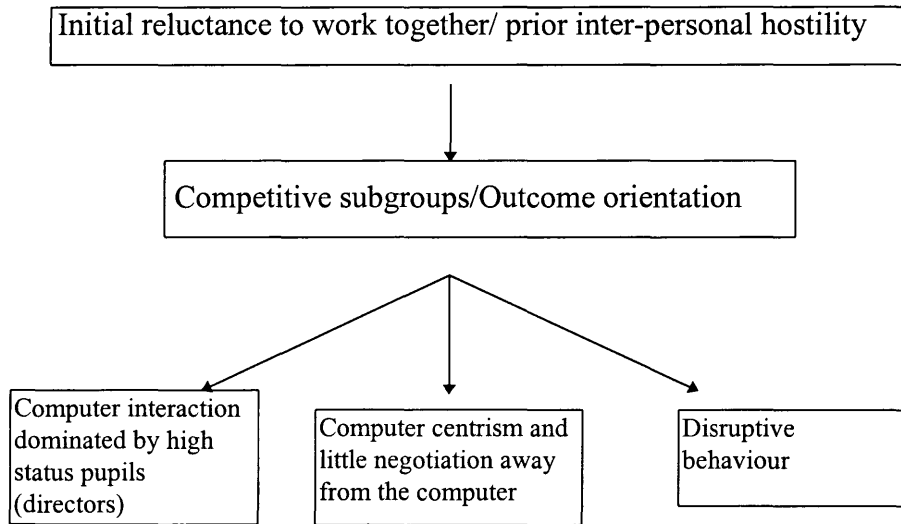 Initial reluctance to work together/ prior inter-personal hostility
Competitive subgroups/Outcome orientation
Computer interaction
dominated by high
status pupils
(directors)
Computer centrism and
little negotiation away
from the computer
Disruptive
behaviour